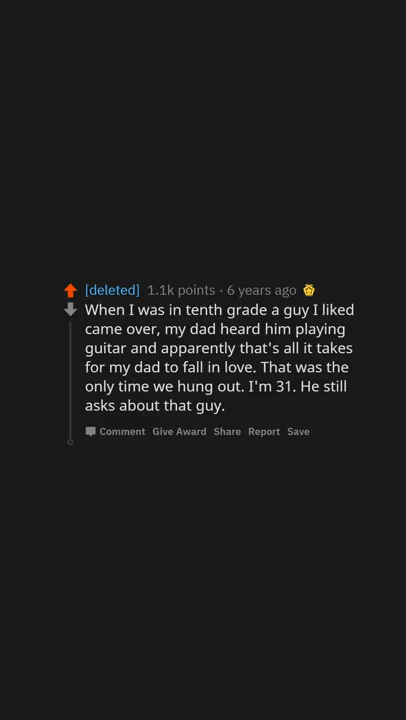 [deleted] 1.1k points · 6 years ago
When I was in tenth grade a guy I liked
came over, my dad heard him playing
guitar and apparently that's all it takes
for my dad to fall in love. That was the
only time we hung out. I'm 31. He still
asks about that guy.
Comment Give Award Share Report Save